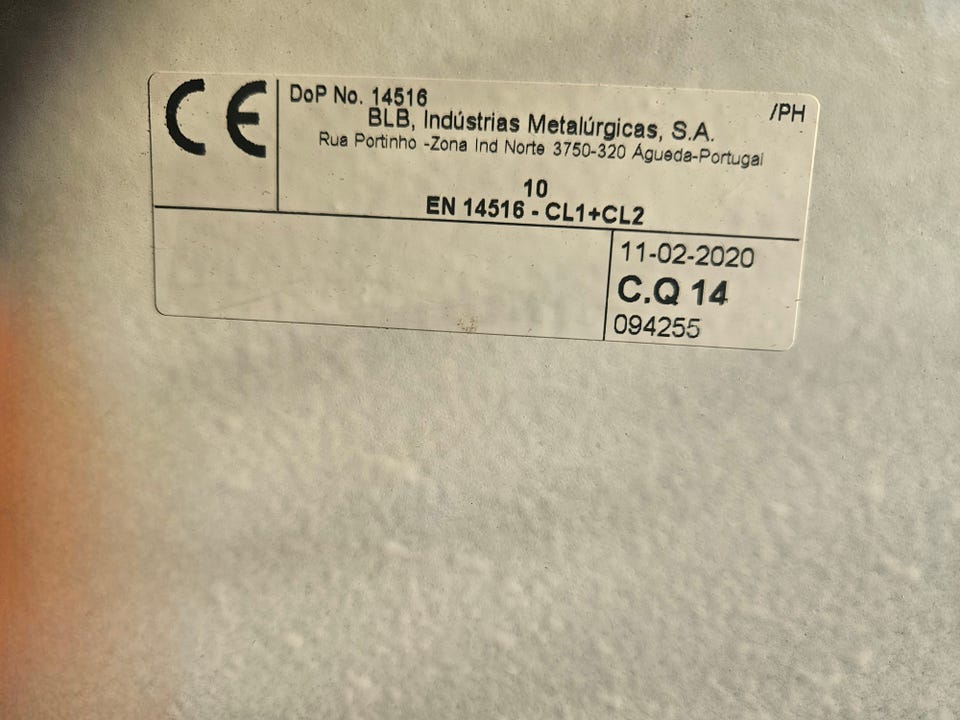 CE
DoP No. 14516
/PH
BLB, Indústrias Metalúrgicas, S.A.
Rua Portinho -Zona Ind Norte 3750-320 Águeda-Portugal
10
EN 14516 - CL1+CL2
11-02-2020
C.Q 14
094255